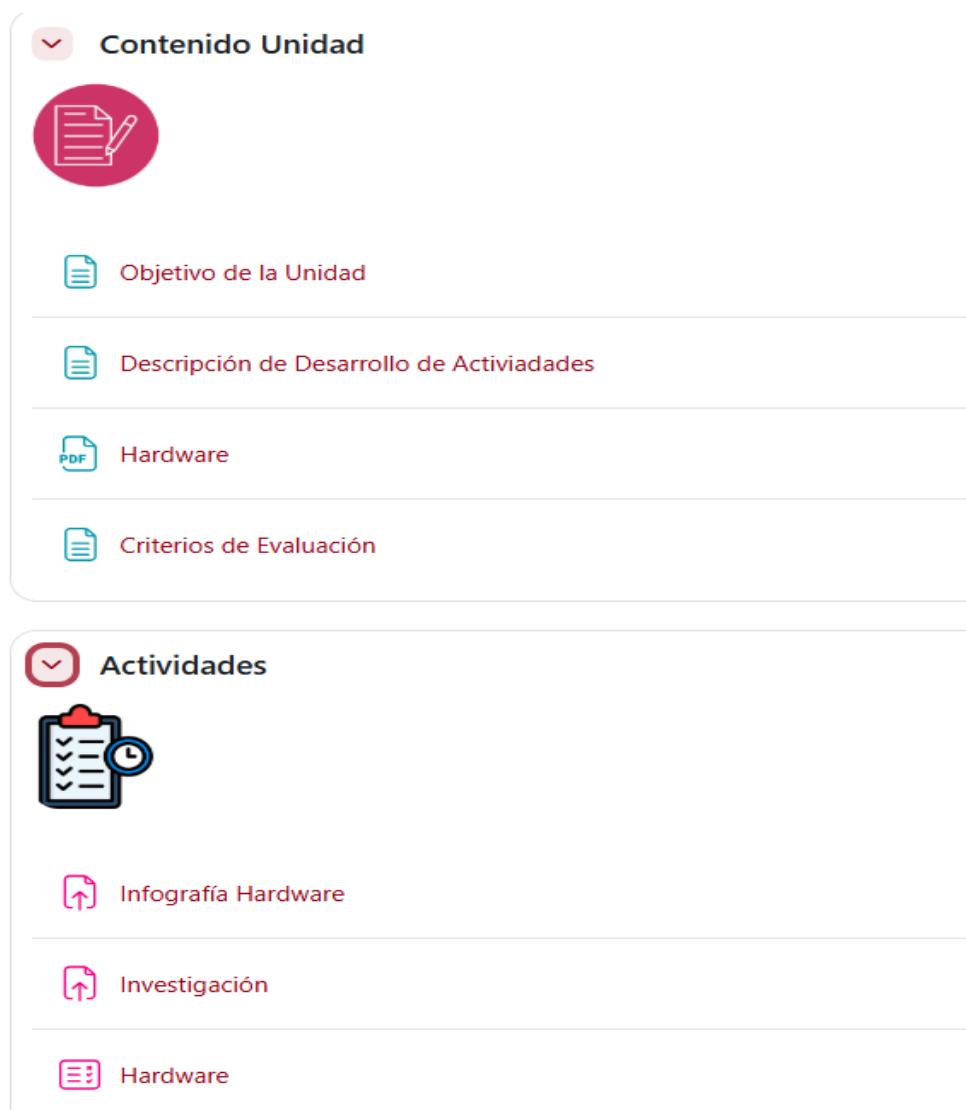 Contenido Unidad
Objetivo de la Unidad
Descripción de Desarrollo de Activiadades
PDF
Hardware
Criterios de Evaluación
Actividades
Infografía Hardware
Investigación
Hardware